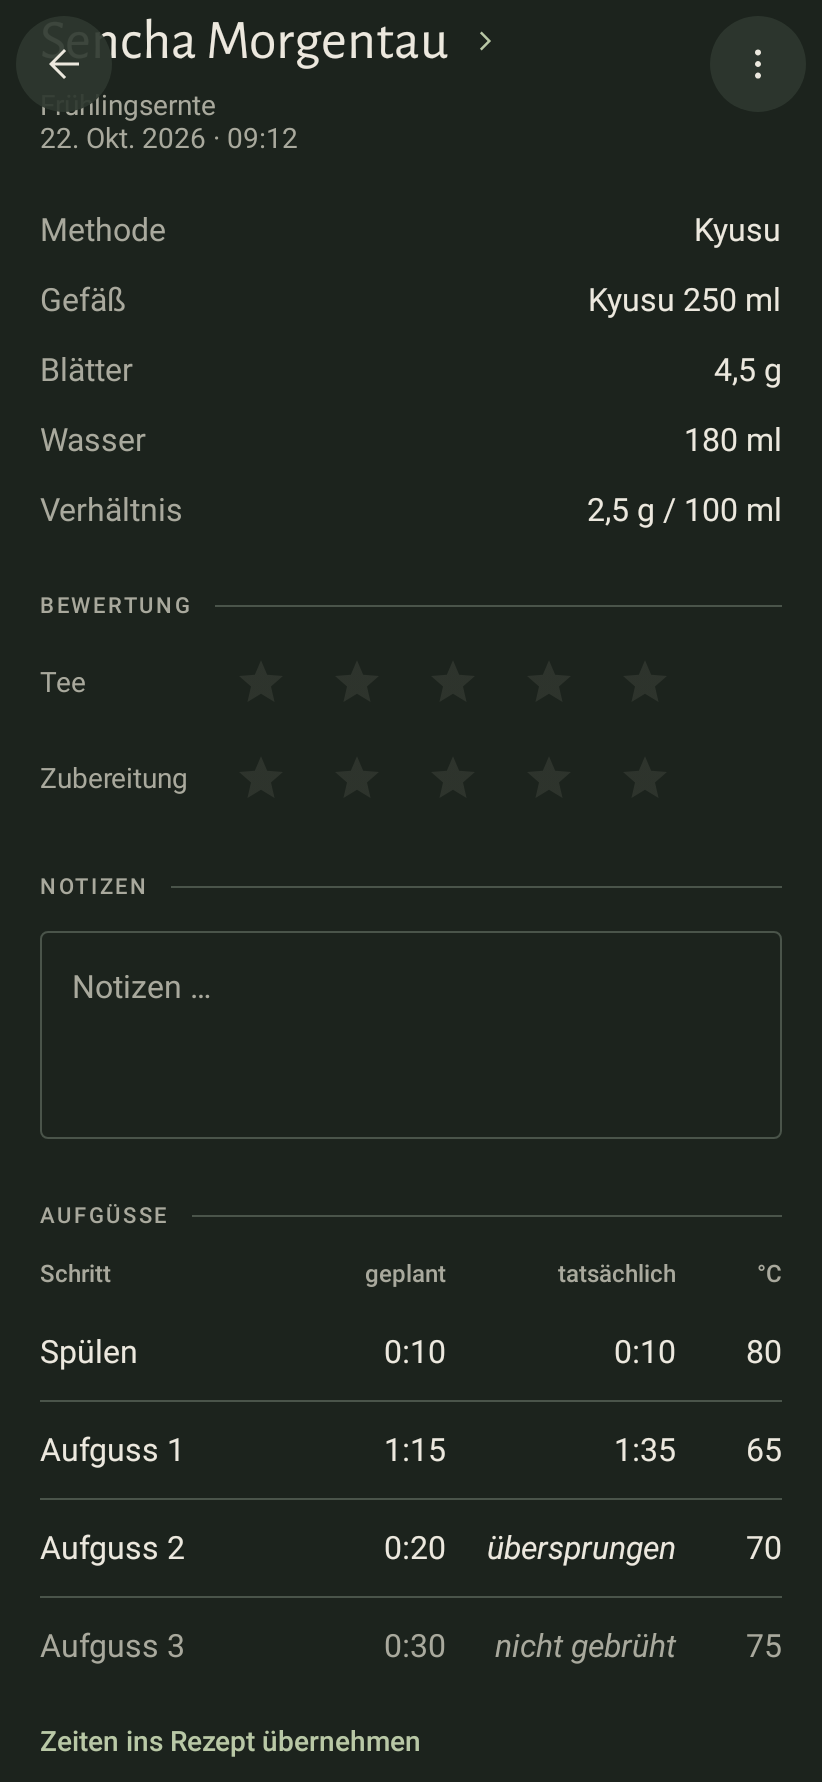 Sencha Morgentau
Frühlingsernte
22. Okt. 2026 · 09:12
Methode Kyusu
Gefäß Kyusu 250 ml
Blätter 4,5 g
Wasser 180 ml
Verhältnis 2,5 g / 100 ml
BEWERTUNG
Tee
Zubereitung
NOTIZEN
Notizen ...
AUFGÜSSE
Schritt geplant tatsächlich °C
Spülen 0:10 0:10 80
Aufguss 1 1:15 1:35 65
Aufguss 2 0:20 übersprungen 70
Aufguss 3 0:30 nicht gebrüht 75
Zeiten ins Rezept übernehmen